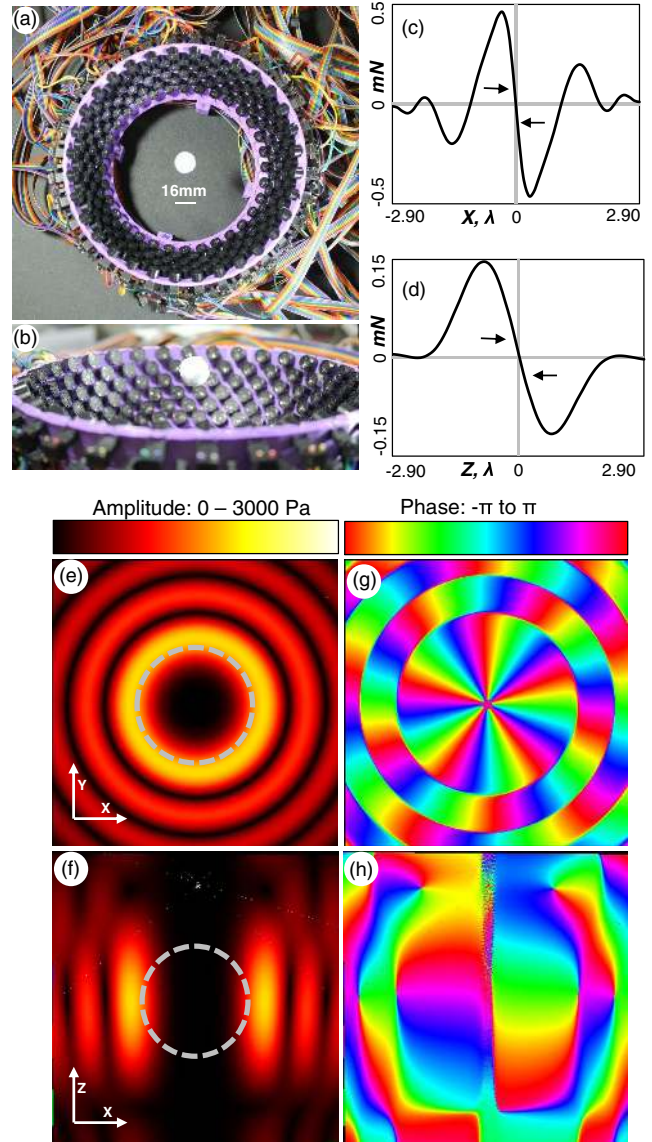 (a)
16mm
(b)
(c)
0.5
0 mN
-0.5
-2.90 X, λ 0 2.90
(d)
0.15
0 mN
-0.15
-2.90 Z, λ 0 2.90
Amplitude: 0 – 3000 Pa
Phase: -π to π
(e)
Y
X
(g)
(f)
Z
X
(h)